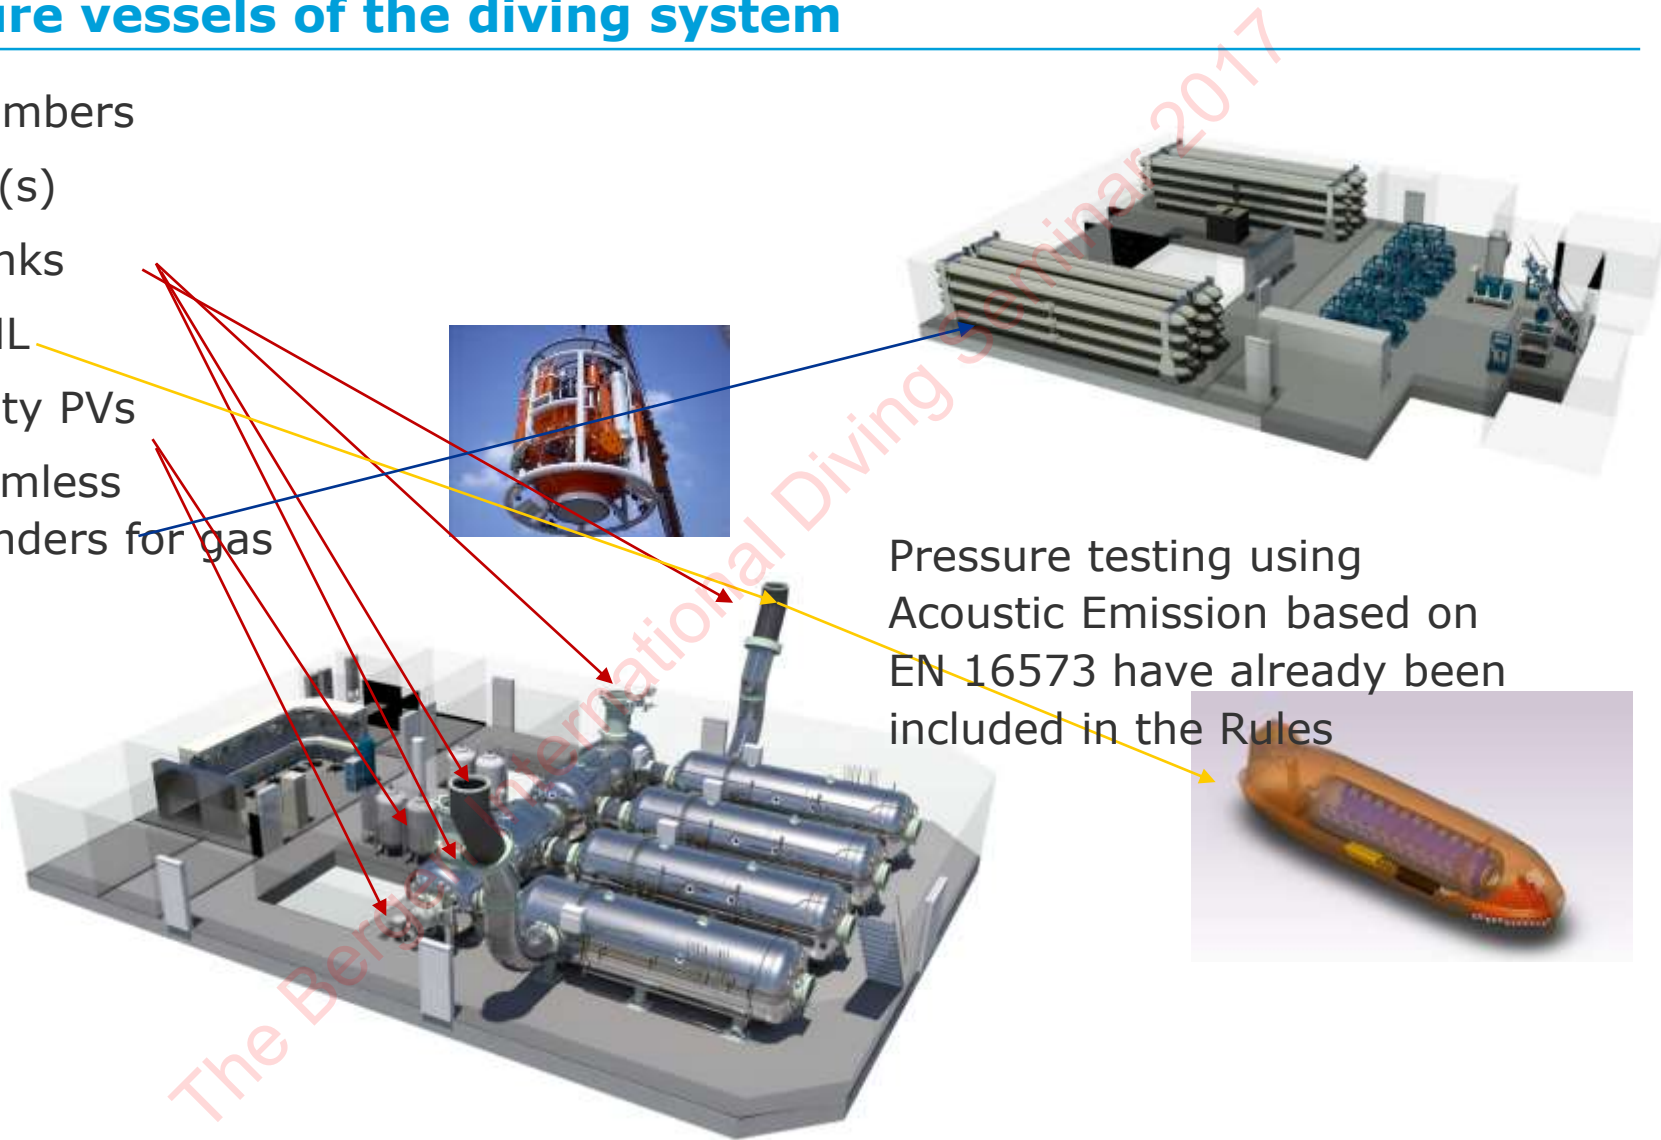 ure vessels of the diving system
mbers
(s)
nks
IL
ty PVs
mless
nders for gas
Pressure testing using
Acoustic Emission based on
EN 16573 have already been
included in the Rules
The Bergen International Diving Seminar 2017